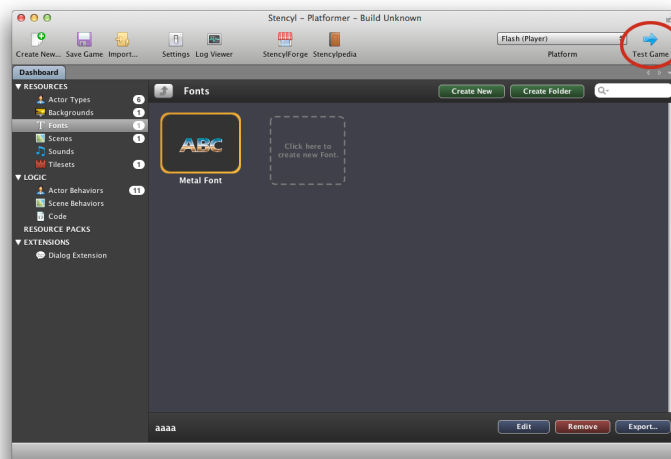 Stencyl – Platformer – Build Unknown
Create New... Save Game Import... Settings Log Viewer StencylForge Stencylpedia
Flash (Player)
Platform
Test Game
Dashboard
RESOURCES
Actor Types 6
Backgrounds 1
Fonts 1
Scenes 1
Sounds
Tilesets 1
LOGIC
Actor Behaviors 11
Scene Behaviors
Code
RESOURCE PACKS
EXTENSIONS
Dialog Extension
Fonts
Create New
Create Folder
ABC
Metal Font
Click here to
create new Font.
aaaa
Edit
Remove
Export...